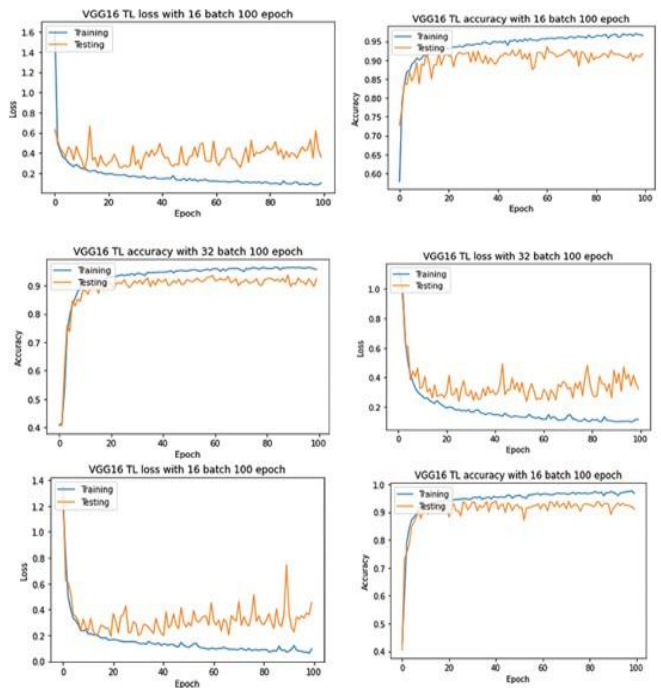 VGG16 TL loss with 16 batch 100 epoch
Training
Testing
Loss
1.6
1.4
1.2
1.0
0.8
0.6
0.4
0.2
0 20 40 60 80 100
Epoch
VGG16 TL accuracy with 16 batch 100 epoch
Training
Testing
Accuracy
0.95
0.90
0.85
0.80
0.75
0.70
0.65
0.60
0 20 40 60 80 100
Epoch
VGG16 TL accuracy with 32 batch 100 epoch
Training
Testing
Accuracy
0.9
0.8
0.7
0.6
0.5
0.4
0 20 40 60 80 100
Epoch
VGG16 TL loss with 32 batch 100 epoch
Training
Testing
Loss
1.0
0.8
0.6
0.4
0.2
0 20 40 60 80 100
Epoch
VGG16 TL loss with 16 batch 100 epoch
Training
Testing
Loss
1.4
1.2
1.0
0.8
0.6
0.4
0.2
0.0
0 20 40 60 80 100
Epoch
VGG16 TL accuracy with 16 batch 100 epoch
Training
Testing
Accuracy
1.0
0.9
0.8
0.7
0.6
0.5
0.4
0 20 40 60 80 100
Epoch